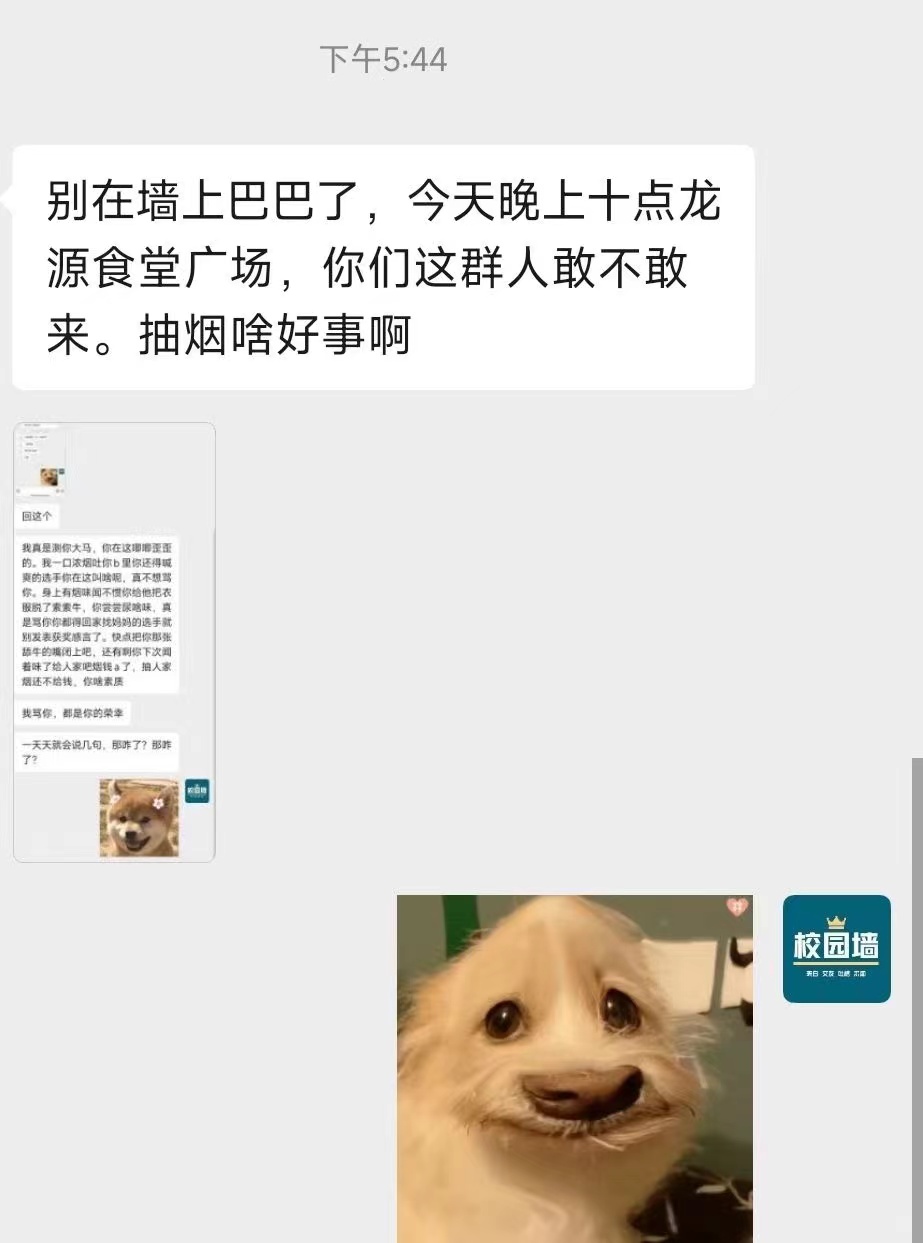 下午5:44
别在墙上巴巴了，今天晚上十点龙
源食堂广场，你们这群人敢不敢
来。抽烟啥好事啊
回这个
我真是测你大马，你在这唧唧歪歪
的。我一口浓烟吐你b里你还得喊
爽的选手你在这叫啥呢，真不想骂
你。身上有烟味闻不惯你给他把衣
服脱了素素牛，你尝尝尿啥味，真
是骂你你都得回家找妈妈的选手就
别发表获奖感言了。快点把你那张
舔牛的嘴闭上吧，还有啊你下次闻
着味了给人家吧烟钱a了，抽人家
烟还不给钱，你啥素质
我骂你，都是你的荣幸
一天天就会说几句，那咋了？那咋
了？
校园墙
校园墙
表白 交友 吐槽